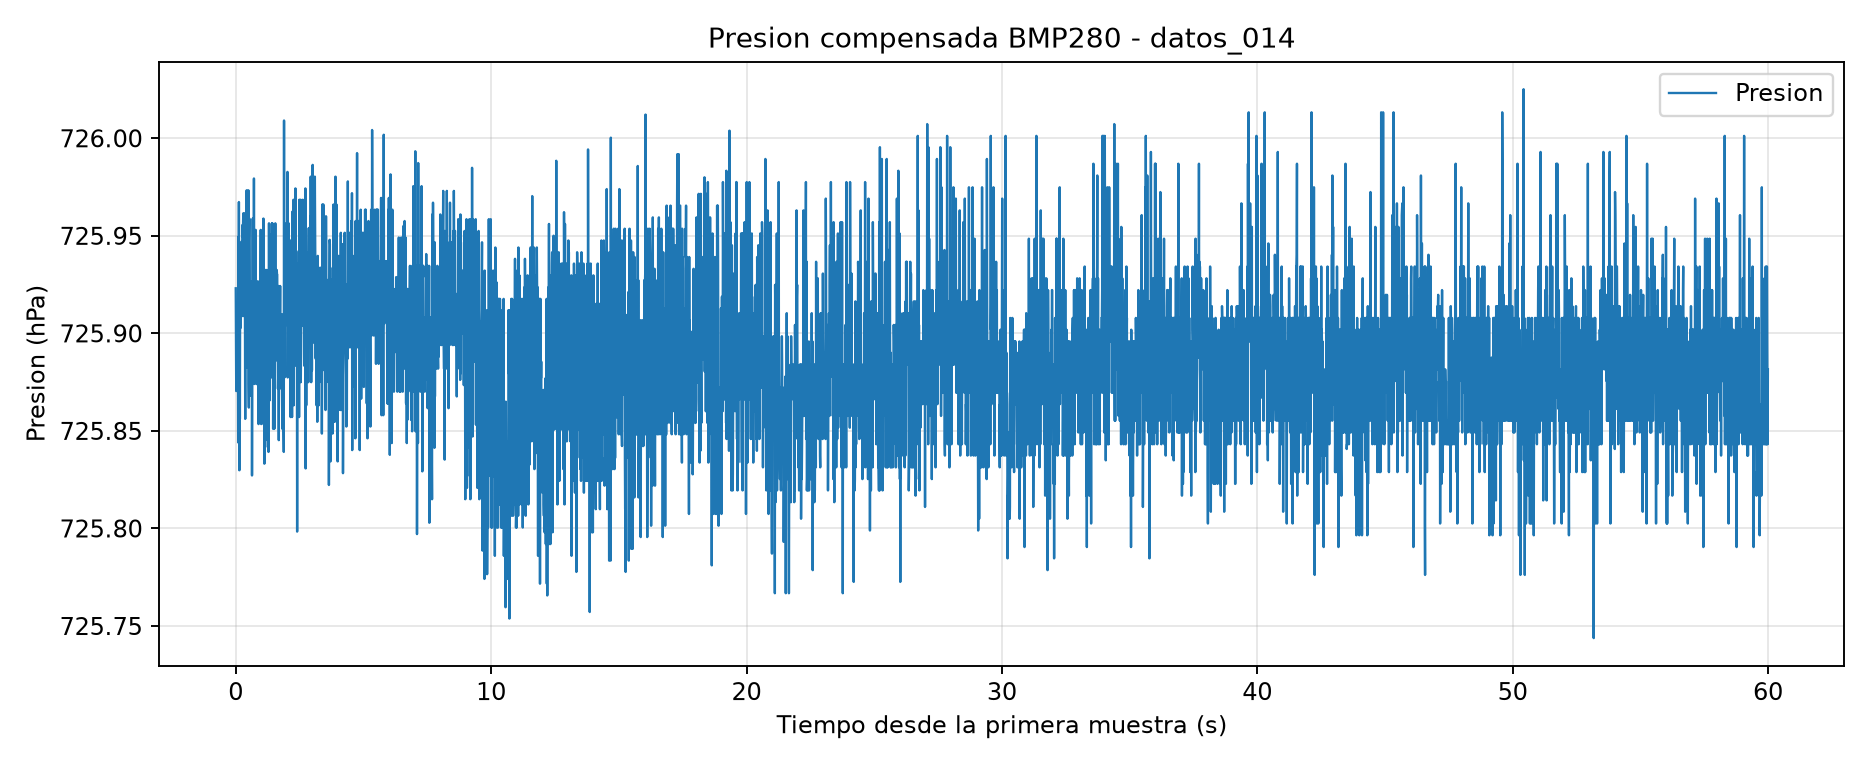 Presion compensada BMP280 - datos_014
Presion
726.00
725.95
725.90
725.85
725.80
725.75
Presion (hPa)
0 10 20 30 40 50 60
Tiempo desde la primera muestra (s)